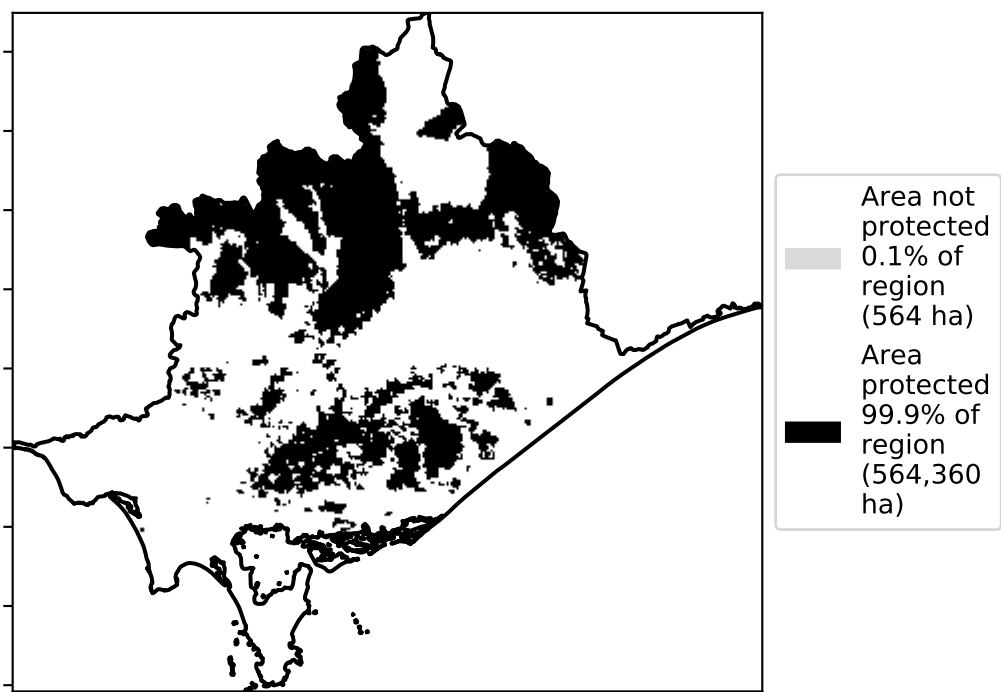 Area not
protected
0.1% of
region
(564 ha)
Area
protected
99.9% of
region
(564,360
ha)